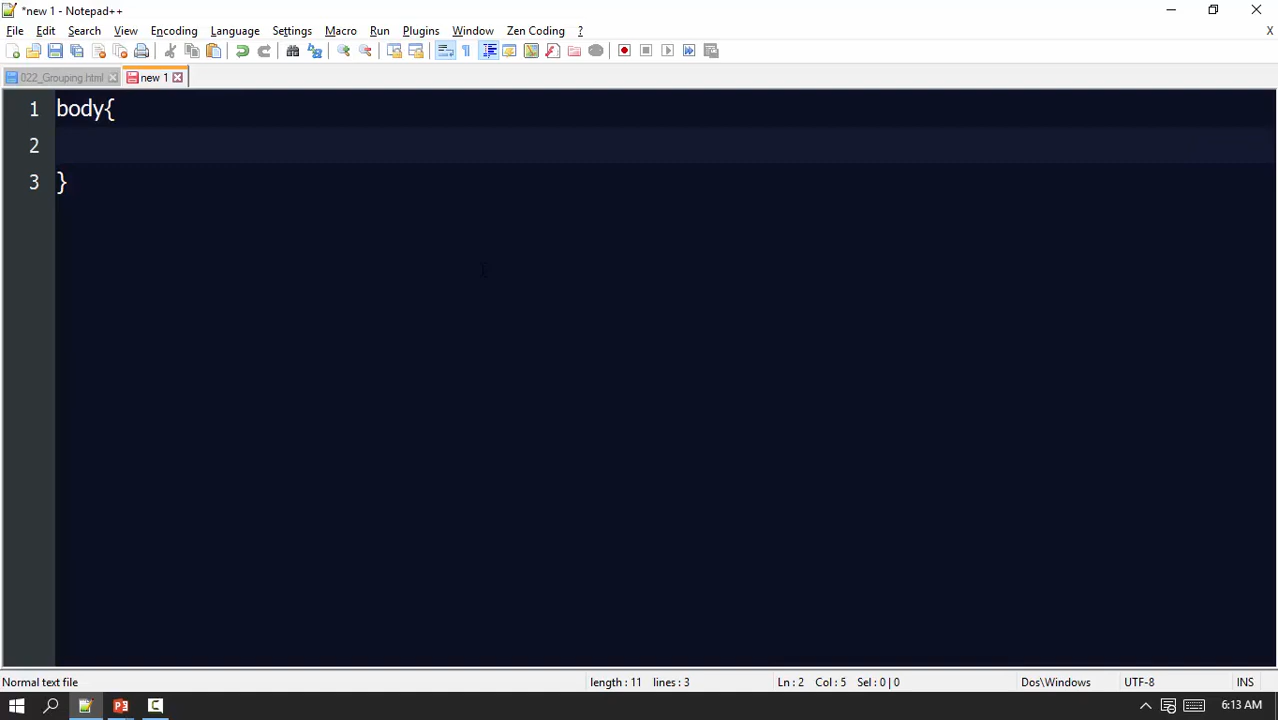 *new 1 - Notepad++
File Edit Search View Encoding Language Settings Macro Run Plugins Window Zen Coding ? X
022_Grouping.html new 1
1 body{
2
3 }
Normal text file length : 11 lines : 3 Ln : 2 Col : 5 Sel : 0 | 0 Dos\Windows UTF-8 INS
6:13 AM